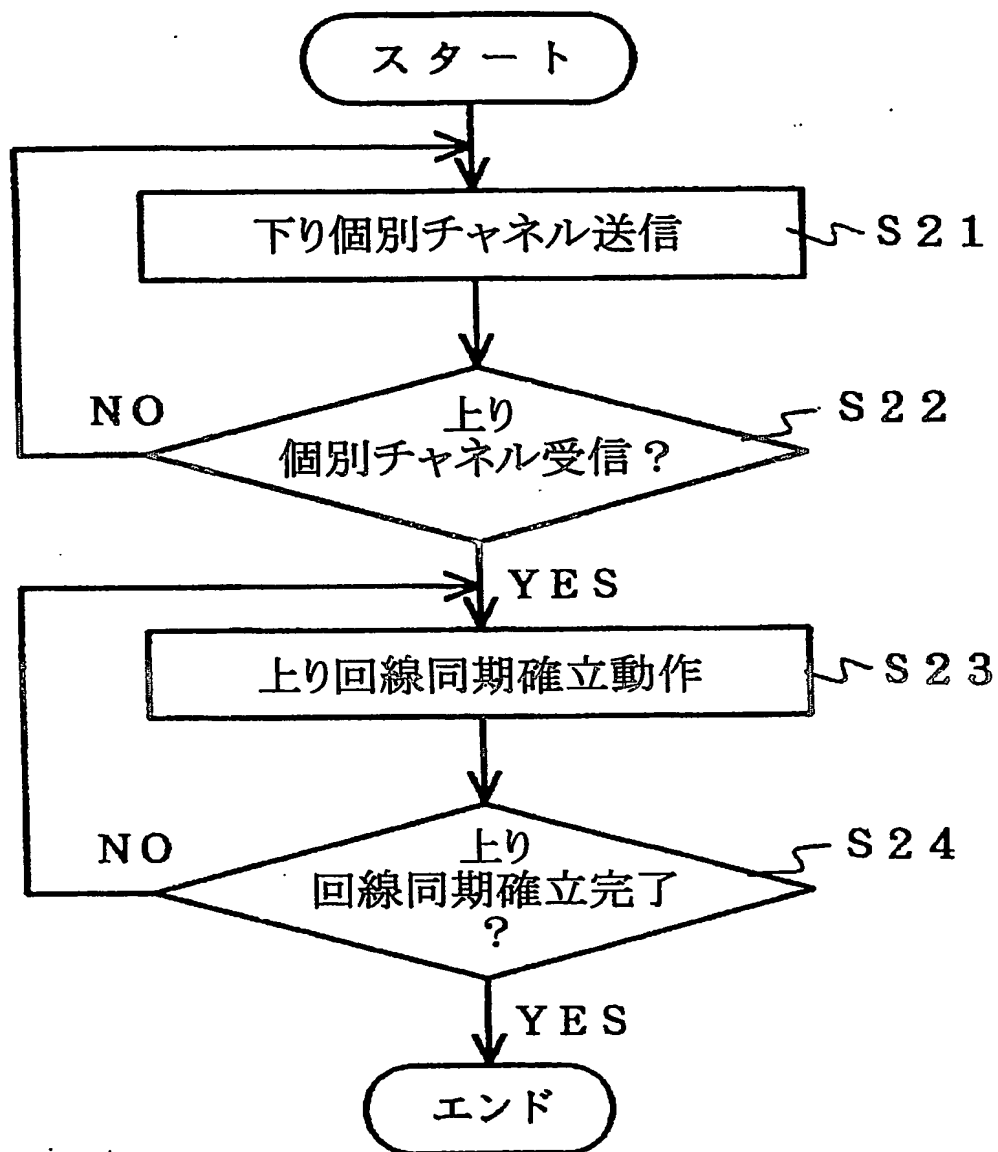 スタート
下り個別チャネル送信
S21
NO
上り
個別チャネル受信?
S22
YES
上り回線同期確立動作
S23
NO
上り
回線同期確立完了
?
S24
YES
エンド